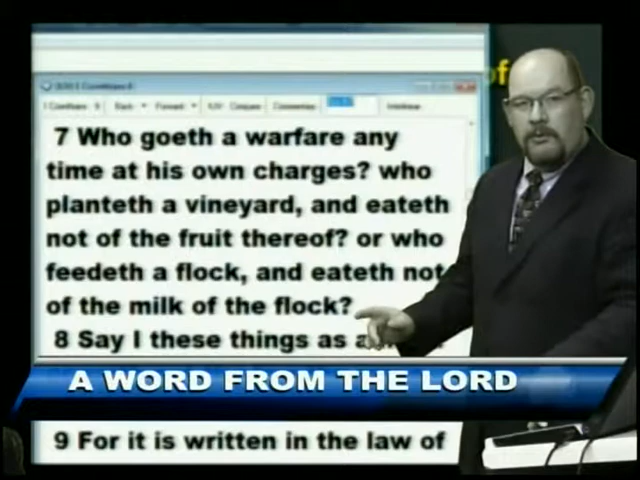 of
7 Who goeth a warfare any
time at his own charges? who
planteth a vineyard, and eateth
not of the fruit thereof? or who
feedeth a flock, and eateth not
of the milk of the flock?
8 Say I these things as a
A WORD FROM THE LORD
9 For it is written in the law of